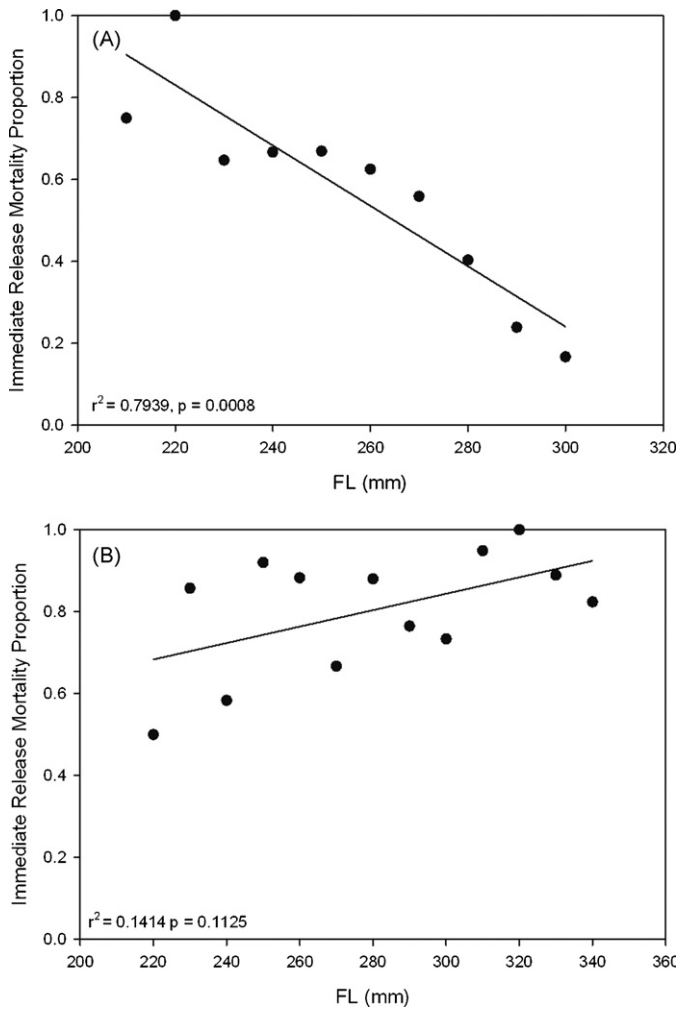 (A)
Immediate Release Mortality Proportion
1.0
0.8
0.6
0.4
0.2
0.0
r² = 0.7939, p = 0.0008
200 220 240 260 280 300 320
FL (mm)
(B)
Immediate Release Mortality Proportion
1.0
0.8
0.6
0.4
0.2
0.0
r² = 0.1414 p = 0.1125
200 220 240 260 280 300 320 340 360
FL (mm)